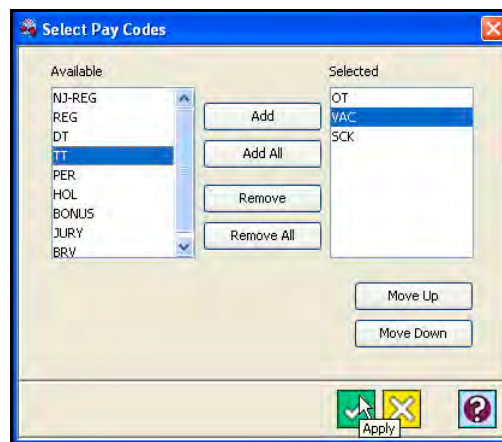 Select Pay Codes
Available
NJ-REG
REG
DT
TT
PER
HOL
BONUS
JURY
BRV
Add
Add All
Remove
Remove All
Selected
OT
VAC
SCK
Move Up
Move Down
Apply
?